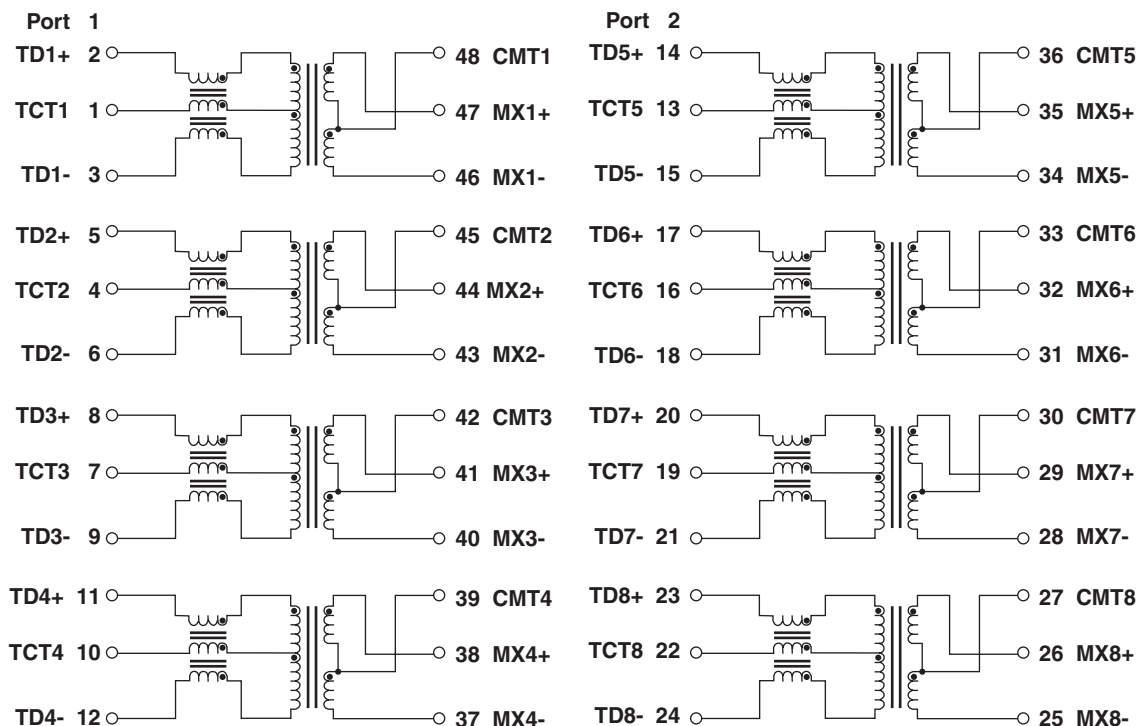 Port 1
TD1+ 2
48 CMT1
TCT1 1
47 MX1+
TD1- 3
46 MX1-
TD2+ 5
45 CMT2
TCT2 4
44 MX2+
TD2- 6
43 MX2-
TD3+ 8
42 CMT3
TCT3 7
41 MX3+
TD3- 9
40 MX3-
TD4+ 11
39 CMT4
TCT4 10
38 MX4+
TD4- 12
37 MX4-
Port 2
TD5+ 14
36 CMT5
TCT5 13
35 MX5+
TD5- 15
34 MX5-
TD6+ 17
33 CMT6
TCT6 16
32 MX6+
TD6- 18
31 MX6-
TD7+ 20
30 CMT7
TCT7 19
29 MX7+
TD7- 21
28 MX7-
TD8+ 23
27 CMT8
TCT8 22
26 MX8+
TD8- 24
25 MX8-